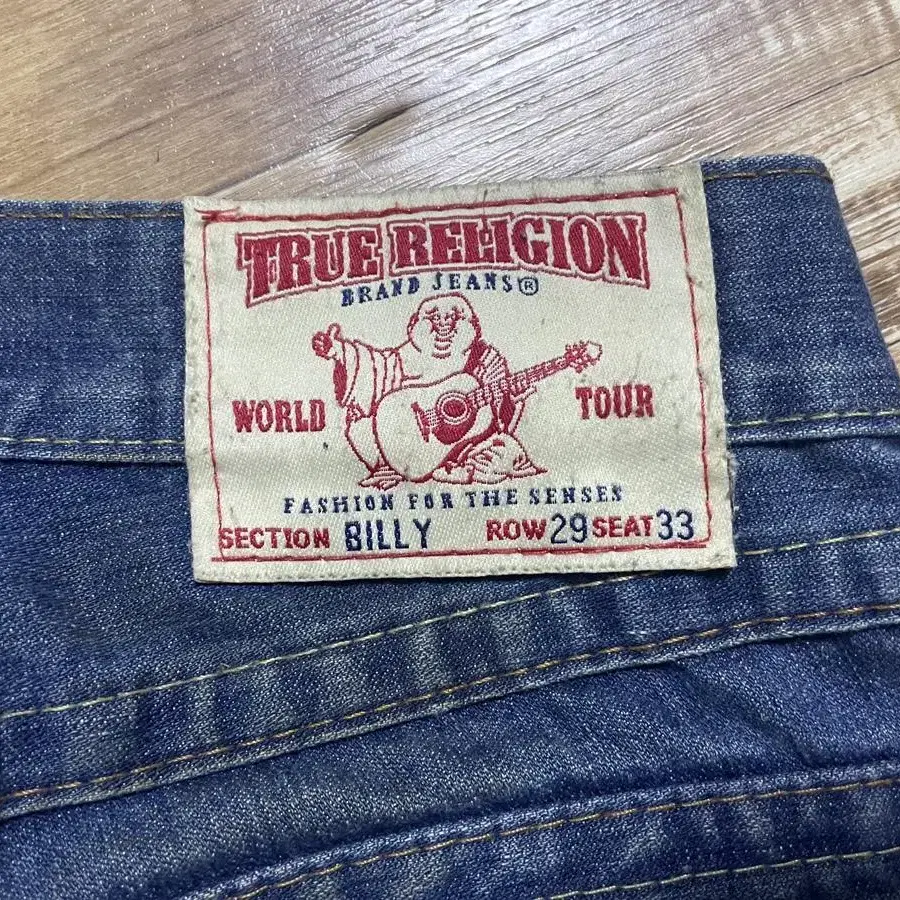 TRUE RELIGION
BRAND JEANS®
WORLD TOUR
FASHION FOR THE SENSES
SECTION BILLY ROW 29 SEAT 33